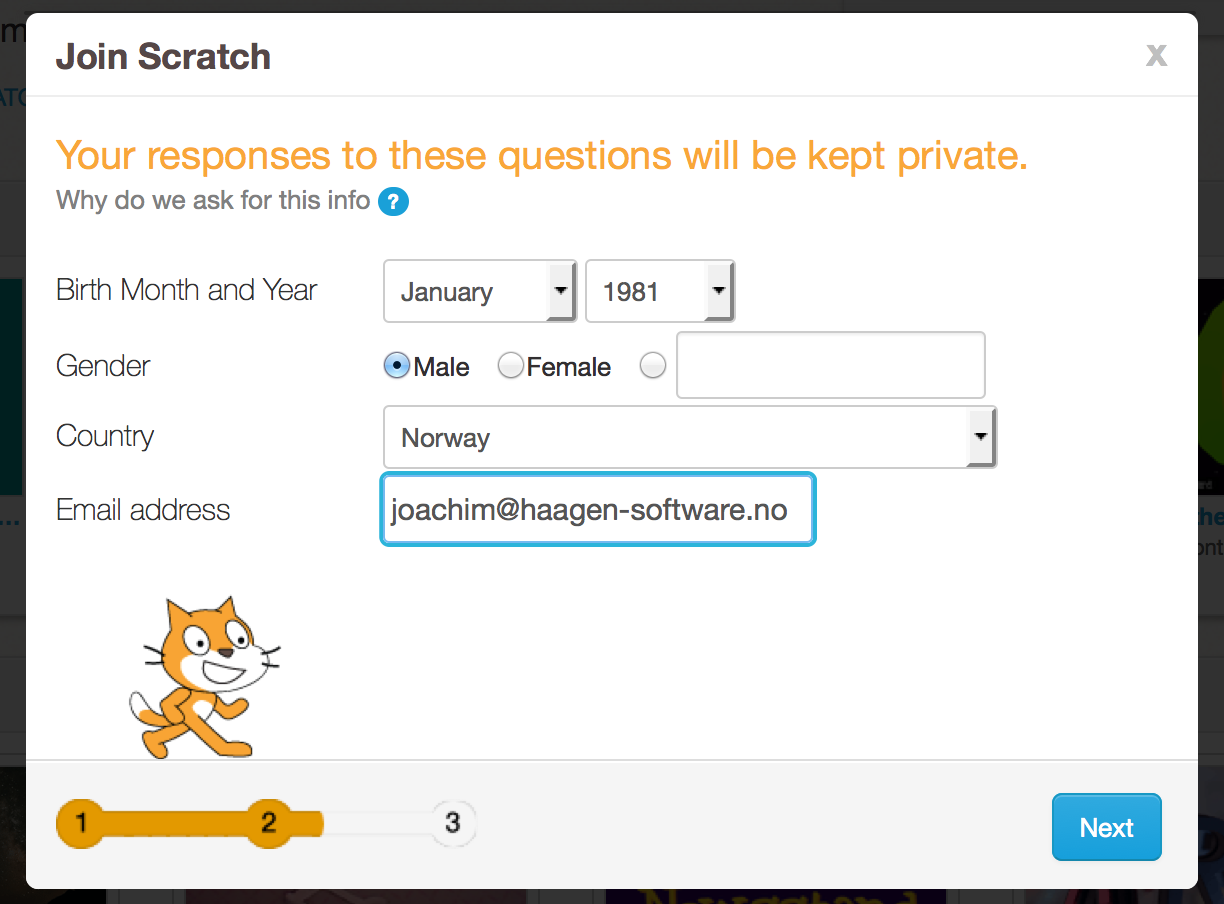 Join Scratch x
Your responses to these questions will be kept private.
Why do we ask for this info ?
Birth Month and Year January 1981
Gender Male Female
Country Norway
Email address joachim@haagen-software.no
1 2 3
Next